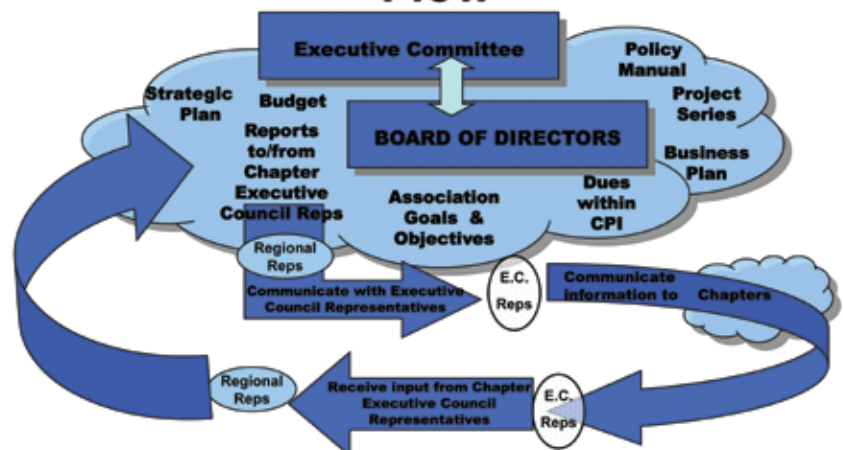 Executive Committee
BOARD OF DIRECTORS
Strategic
Plan
Budget
Reports
to/from
Chapter
Executive
Council Reps
Association
Goals &
Objectives
Dues
within
CPI
Policy
Manual
Project
Series
Business
Plan
Regional
Reps
Communicate with Executive
Council Representatives
E.C.
Reps
Communicate
information to Chapters
E.C.
Reps
Receive input from Chapter
Executive Council
Representatives
Regional
Reps